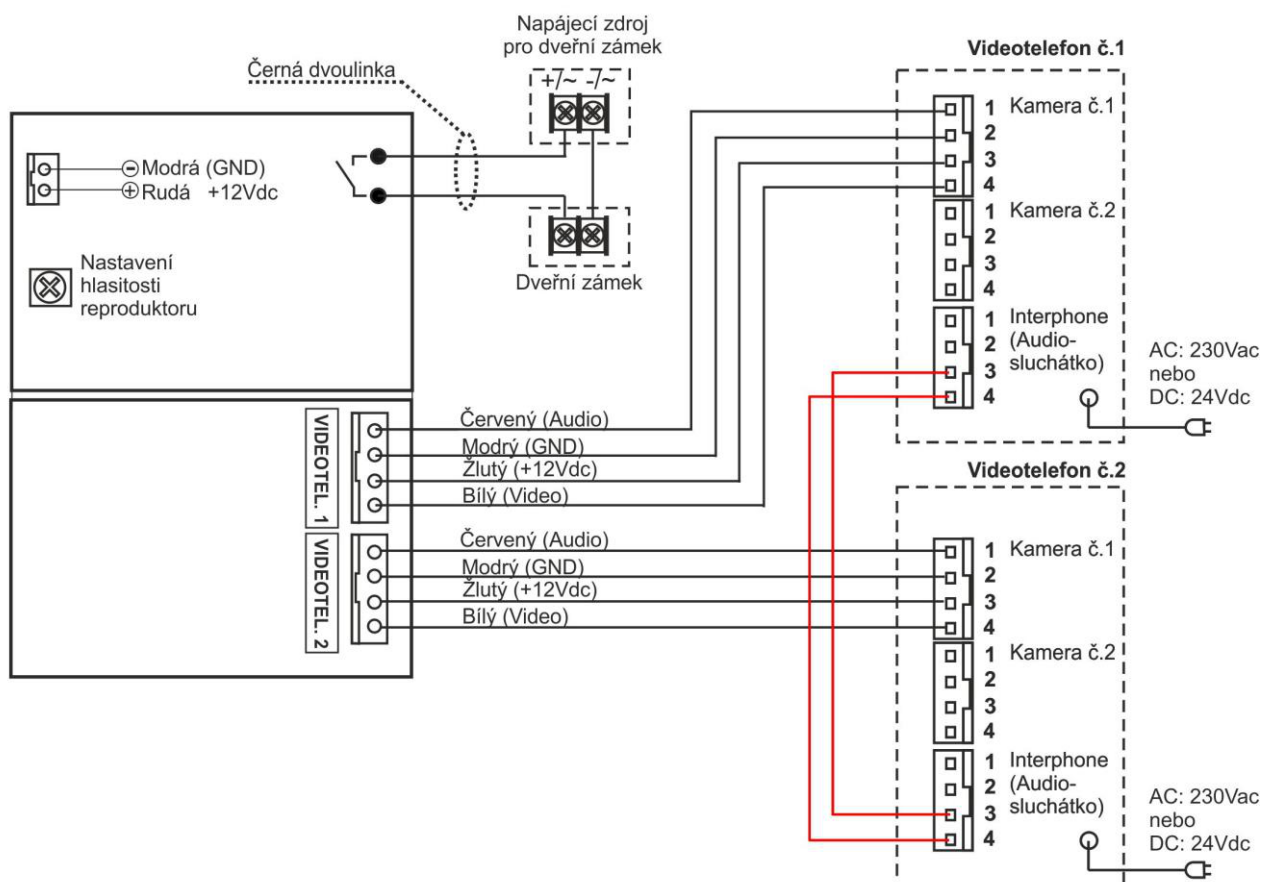 Napájecí zdroj
pro dveřní zámek
+/~ -/~
Černá dvoulinka
Modrá (GND)
Rudá +12Vdc
Nastavení
hlasitosti
reproduktoru
Dveřní zámek
VIDEOTEL. 1
Červený (Audio)
Modrý (GND)
Žlutý (+12Vdc)
Bílý (Video)
VIDEOTEL. 2
Červený (Audio)
Modrý (GND)
Žlutý (+12Vdc)
Bílý (Video)
Videotelefon č.1
1 Kamera č.1
2
3
4
1 Kamera č.2
2
3
4
1 Interphone
2 (Audio-
3 sluchátko)
4
AC: 230Vac
nebo
DC: 24Vdc
Videotelefon č.2
1 Kamera č.1
2
3
4
1 Kamera č.2
2
3
4
1 Interphone
2 (Audio-
3 sluchátko)
4
AC: 230Vac
nebo
DC: 24Vdc